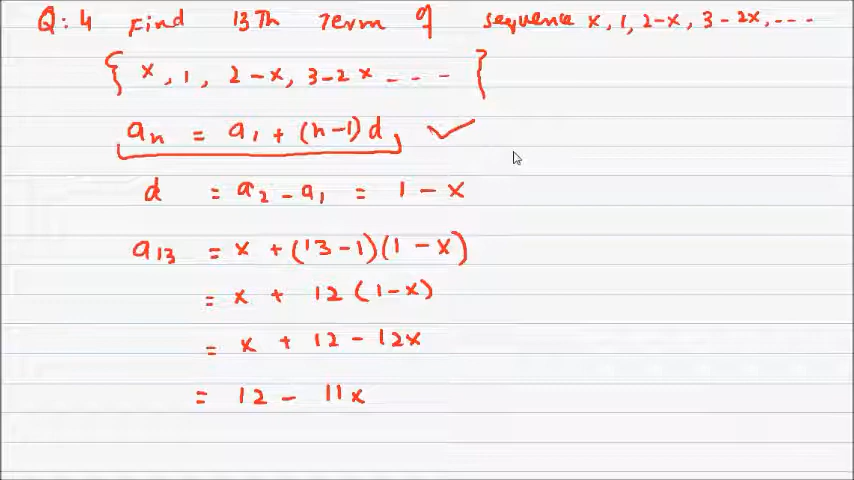 Q: 4 Find 13Th Term of sequence x, 1, 2-x, 3-2x, ---
{ x, 1, 2-x, 3-2x --- }
aₙ = a₁ + (n-1)d ✓
d = a₂ - a₁ = 1 - x
a₁₃ = x + (13-1)(1-x)
= x + 12(1-x)
= x + 12 - 12x
= 12 - 11x